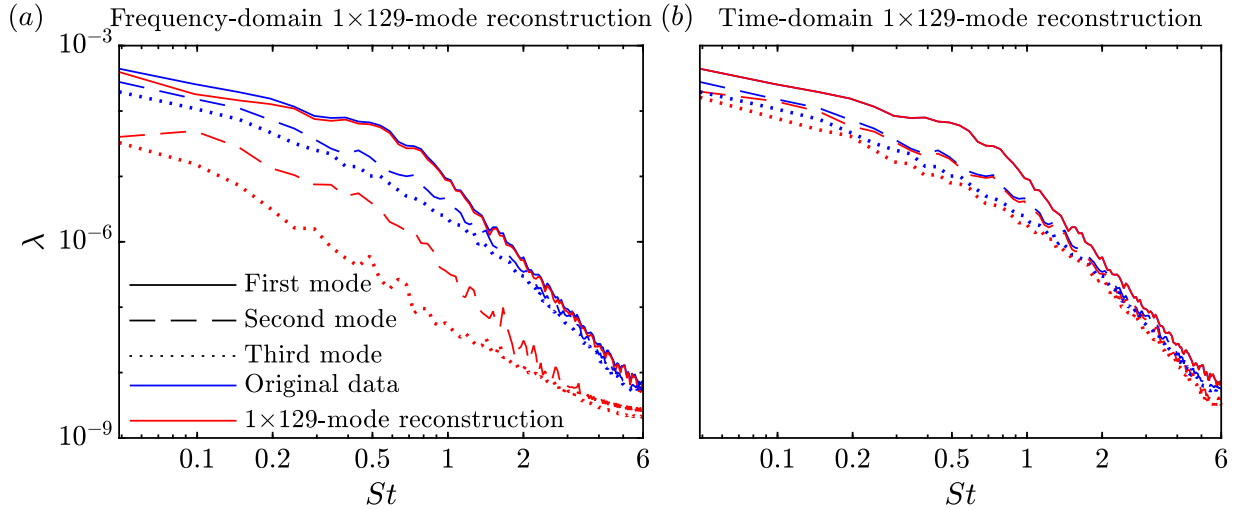 (a) Frequency-domain 1×129-mode reconstruction
(b) Time-domain 1×129-mode reconstruction
10⁻³
10⁻⁶
10⁻⁹
λ
First mode
Second mode
Third mode
Original data
1×129-mode reconstruction
0.1 0.2 0.5 1 2 6
St
0.1 0.2 0.5 1 2 6
St